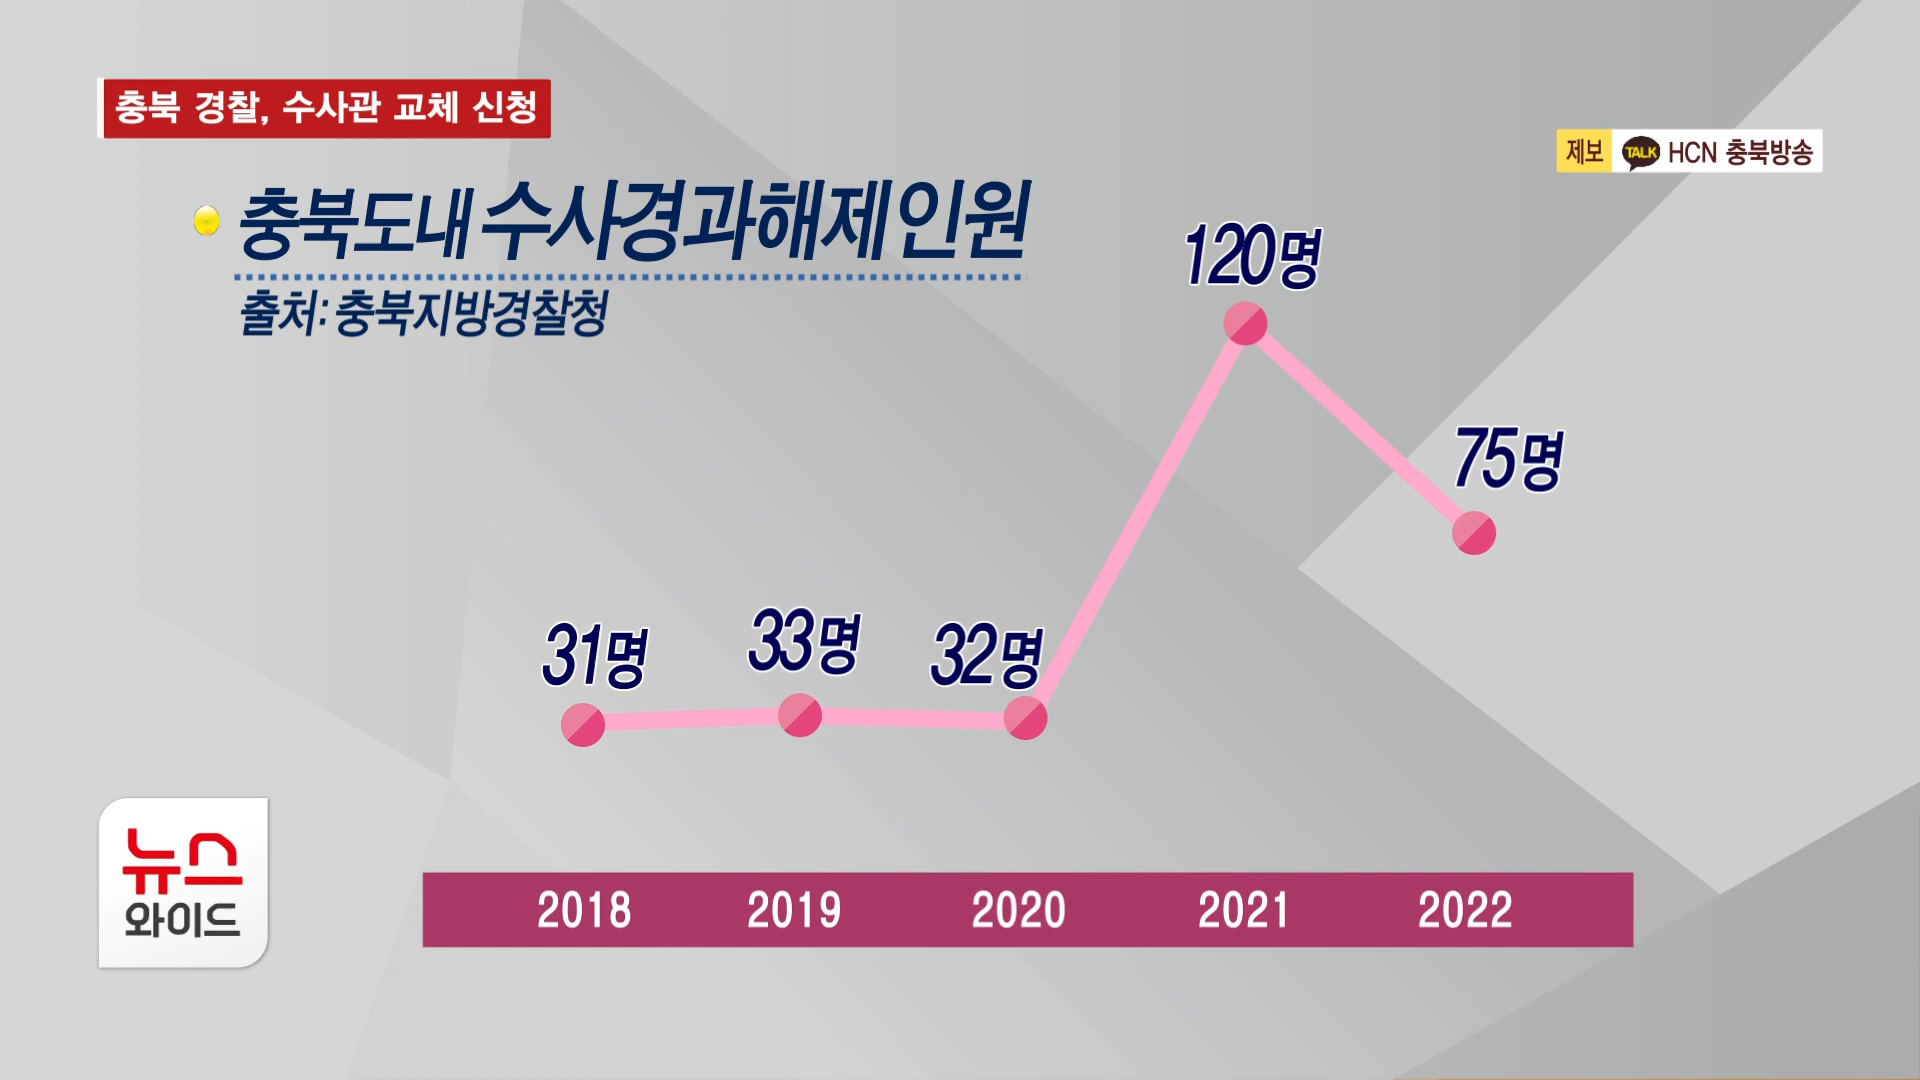 충북 경찰, 수사관 교체 신청
제보 TALK HCN 충북방송
충북도내 수사경과해제인원
출처: 충북지방경찰청
120명
75명
31명 33명 32명
뉴스
와이드
2018 2019 2020 2021 2022